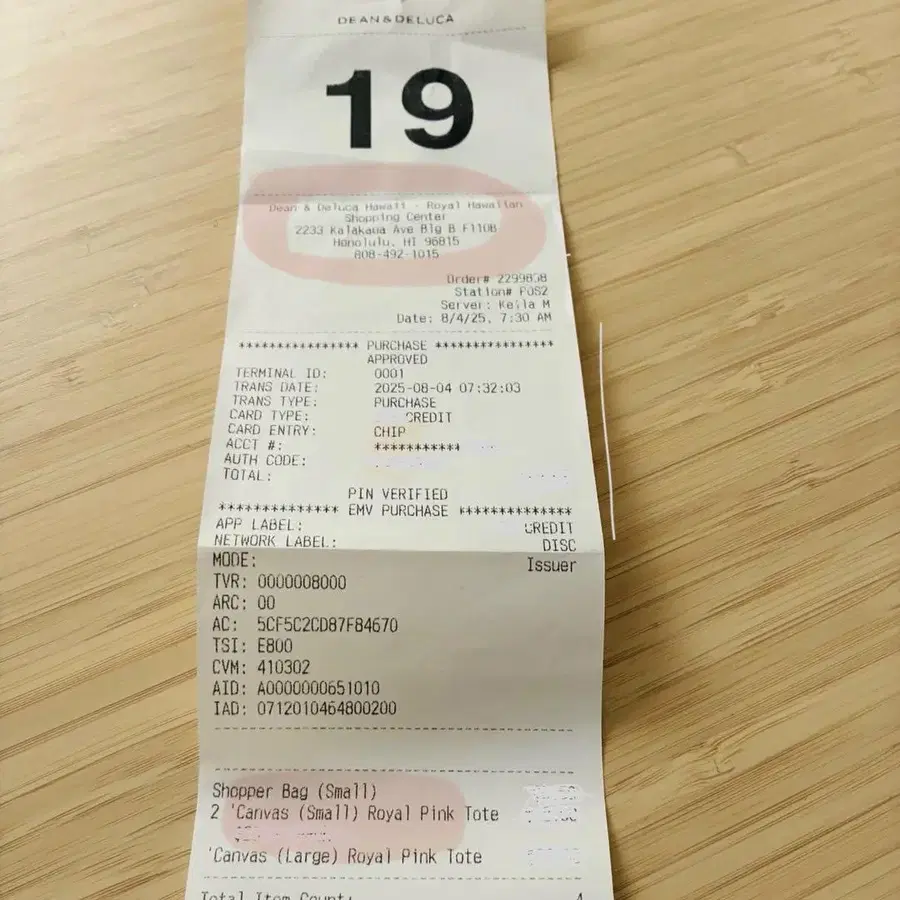 DEAN & DELUCA
19
Dean & Deluca Hawaii - Royal Hawaiian
Shopping Center
2233 Kalakaua Ave Blg B F110B
Honolulu, HI 96815
808-492-1015
Order# 2299858
Station# POS2
Server: Keila M
Date: 8/4/25, 7:30 AM
**************** PURCHASE ****************
APPROVED
TERMINAL ID: 0001
TRANS DATE: 2025-08-04 07:32:03
TRANS TYPE: PURCHASE
CARD TYPE: CREDIT
CARD ENTRY: CHIP
ACCT #: ***********
AUTH CODE:
TOTAL:
PIN VERIFIED
************** EMV PURCHASE **************
APP LABEL: CREDIT
NETWORK LABEL: DISC
MODE: Issuer
TVR: 0000008000
ARC: 00
AC: 5CF5C2CD87F84670
TSI: E800
CVM: 410302
AID: A0000000651010
IAD: 0712010464800200
Shopper Bag (Small)
2 'Canvas (Small) Royal Pink Tote
'Canvas (Large) Royal Pink Tote
Total Item Count: 4